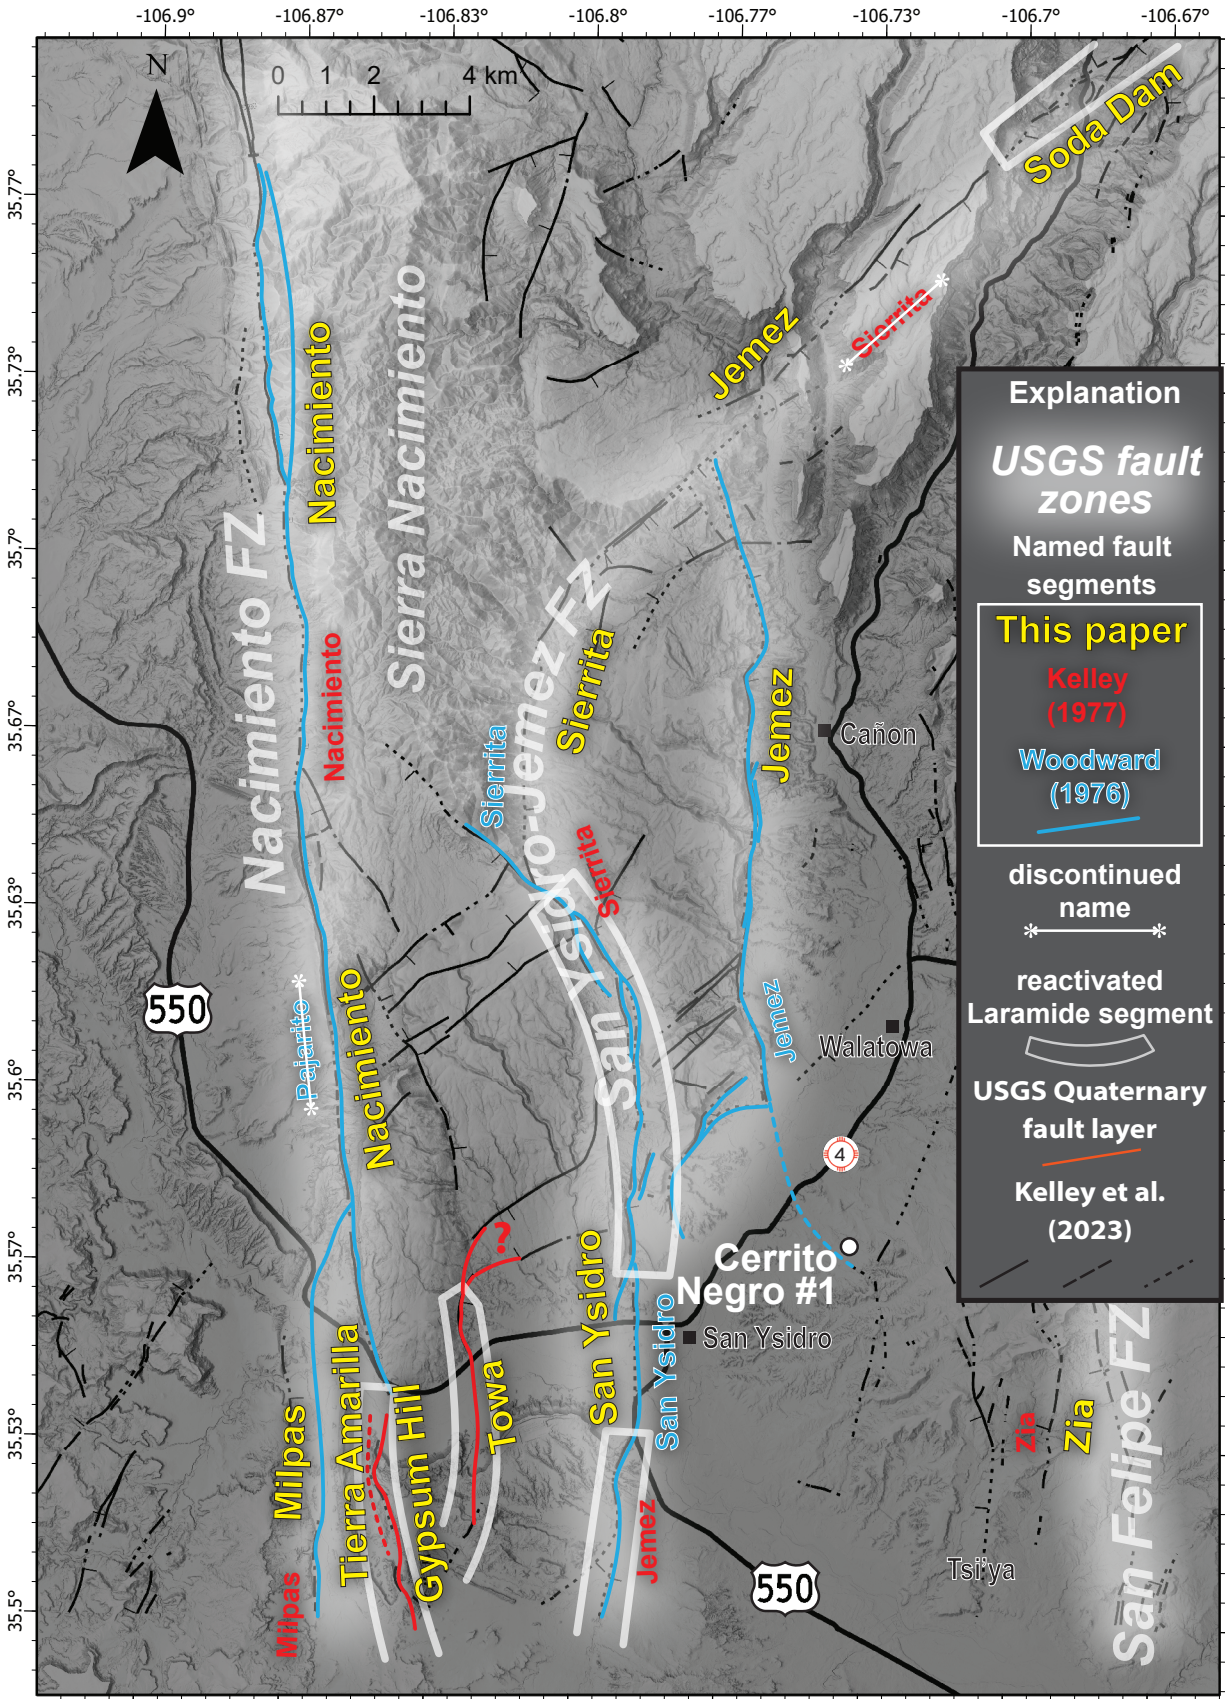 -106.9° -106.87° -106.83° -106.8° -106.77° -106.73° -106.7° -106.67°
N
0 1 2 4 km
35.77°
35.73°
35.7°
35.67°
35.63°
35.6°
35.57°
35.53°
35.5°
Soda Dam
Sierrita
Jemez
Nacimiento
Sierra Nacimiento
Nacimiento FZ
San Ysidro-Jemez FZ
Sierrita
Nacimiento
Jemez
Cañon
Sierrita
Sierrita
550
Pajarito
Nacimiento
Jemez
Walatowa
4
?
Cerrito
Negro #1
San Ysidro
San Ysidro
San Ysidro
Towa
Tierra Amarilla
Gypsum Hill
Milpas
Milpas
Jemez
550
Zia
Zia
San Felipe FZ
Tsi'ya
Explanation
USGS fault
zones
Named fault
segments
This paper
Kelley
(1977)
Woodward
(1976)
discontinued
name
reactivated
Laramide segment
USGS Quaternary
fault layer
Kelley et al.
(2023)